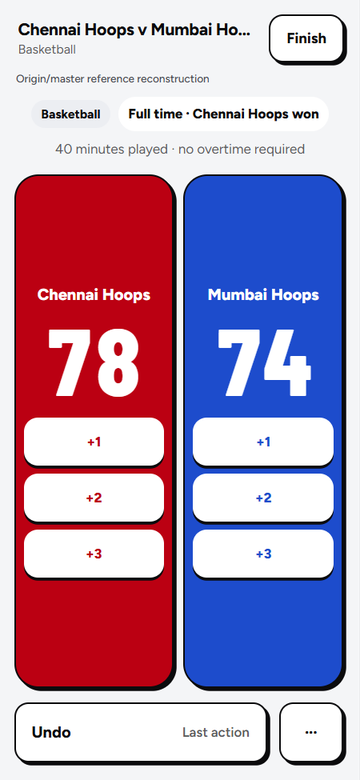 Chennai Hoops v Mumbai Ho...
Finish
Basketball
Origin/master reference reconstruction
Basketball
Full time · Chennai Hoops won
40 minutes played · no overtime required
Chennai Hoops
78
+1
+2
+3
Mumbai Hoops
74
+1
+2
+3
Undo
Last action
...